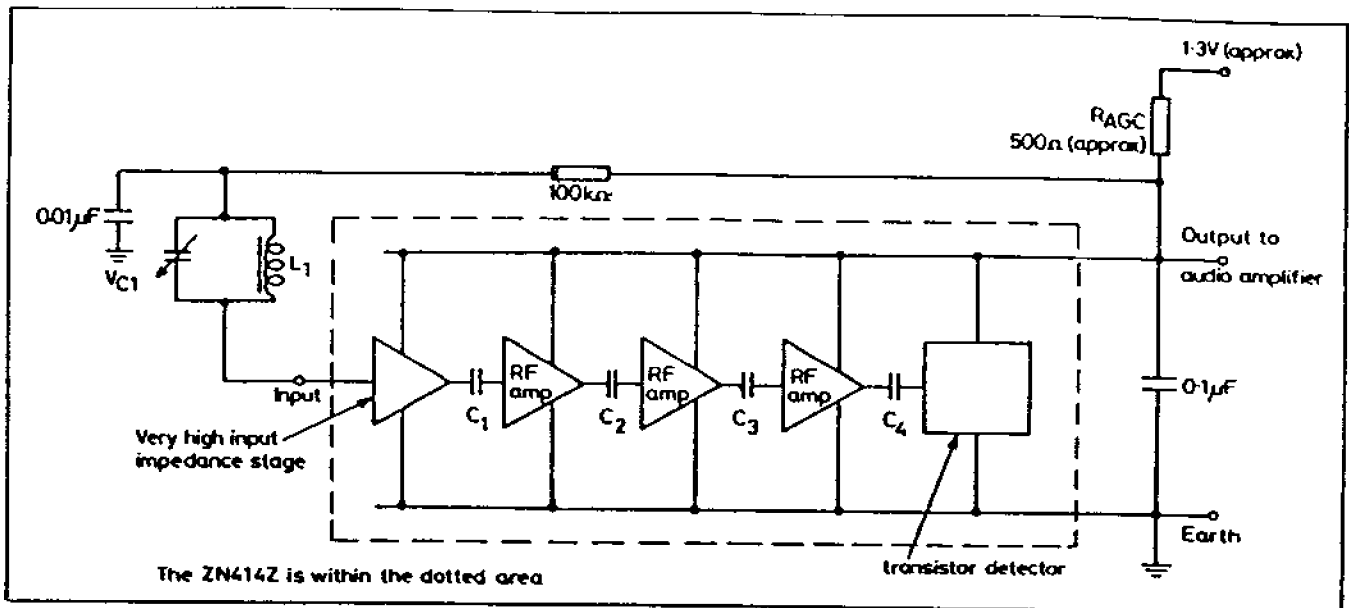 1·3V (approx)
RAGC
500Ω (approx)
100kΩ
0·01µF
VC1
L1
Output to
audio amplifier
Input
RF
amp
RF
amp
RF
amp
C1
C2
C3
C4
0·1µF
Very high input
impedance stage
Earth
transistor detector
The ZN414Z is within the dotted area